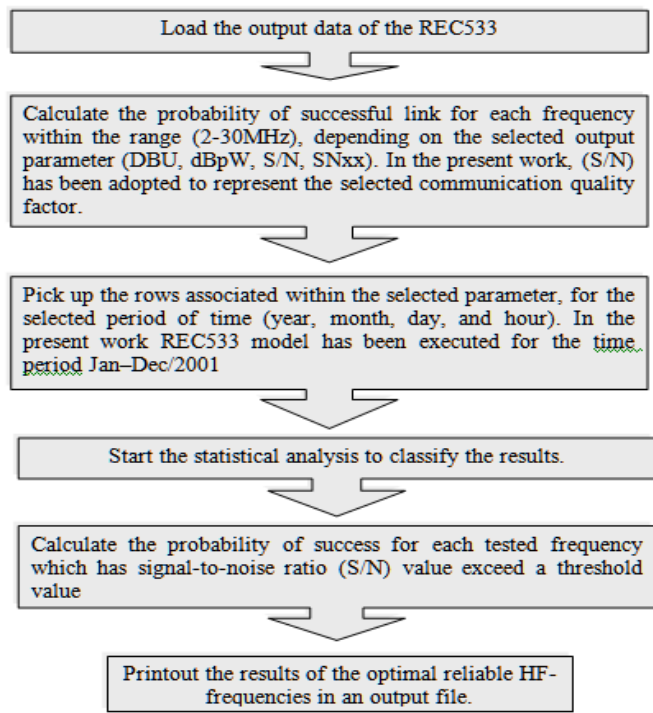 Load the output data of the REC533
Calculate the probability of successful link for each frequency
within the range (2-30MHz), depending on the selected output
parameter (DBU, dBpW, S/N, SNxx). In the present work, (S/N)
has been adopted to represent the selected communication quality
factor.
Pick up the rows associated within the selected parameter, for the
selected period of time (year, month, day, and hour). In the
present work REC533 model has been executed for the time
period Jan–Dec/2001
Start the statistical analysis to classify the results.
Calculate the probability of success for each tested frequency
which has signal-to-noise ratio (S/N) value exceed a threshold
value
Printout the results of the optimal reliable HF-
frequencies in an output file.